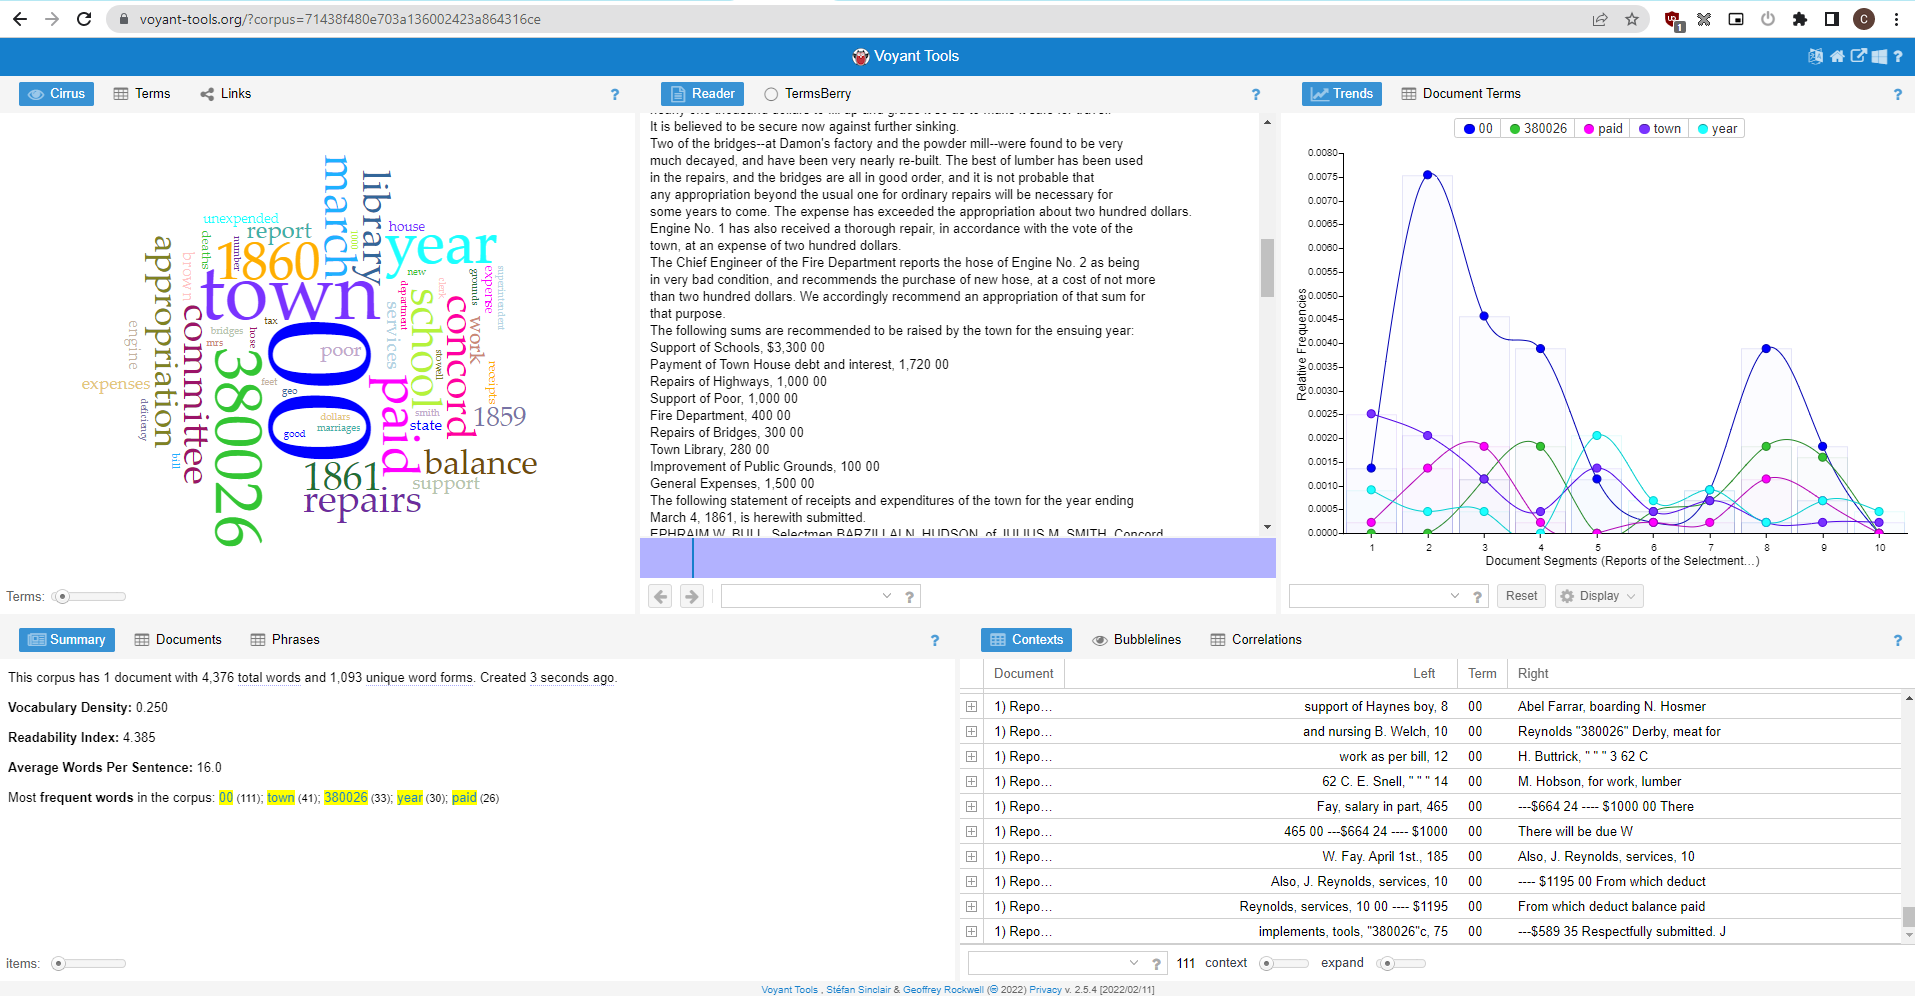 voyant-tools.org/?corpus=71438f480e703a136002423a864316ce
1
C
Voyant Tools
Cirrus Terms Links ?
unexpended
deaths
number
report
1860
march
1000
library
house
year
town
appropriation
brown
committee
new
department
clerk
grounds
expense
superintendent
engine
bridges
mrs
hose
tax
00
poor
services
school
concord
work
stowell
receipts
expenses
380026
feet
geo
dollars
good
marriages
paid
smith
state
1859
deficiency
bill
1861
repairs
balance
support
Terms:
Reader TermsBerry ?
nearly one thousand dollars to fill up and grade it so as to make it safe for travel.
It is believed to be secure now against further sinking.
Two of the bridges--at Damon's factory and the powder mill--were found to be very
much decayed, and have been very nearly re-built. The best of lumber has been used
in the repairs, and the bridges are all in good order, and it is not probable that
any appropriation beyond the usual one for ordinary repairs will be necessary for
some years to come. The expense has exceeded the appropriation about two hundred dollars.
Engine No. 1 has also received a thorough repair, in accordance with the vote of the
town, at an expense of two hundred dollars.
The Chief Engineer of the Fire Department reports the hose of Engine No. 2 as being
in very bad condition, and recommends the purchase of new hose, at a cost of not more
than two hundred dollars. We accordingly recommend an appropriation of that sum for
that purpose.
The following sums are recommended to be raised by the town for the ensuing year:
Support of Schools, $3,300 00
Payment of Town House debt and interest, 1,720 00
Repairs of Highways, 1,000 00
Support of Poor, 1,000 00
Fire Department, 400 00
Repairs of Bridges, 300 00
Town Library, 280 00
Improvement of Public Grounds, 100 00
General Expenses, 1,500 00
The following statement of receipts and expenditures of the town for the year ending
March 4, 1861, is herewith submitted.
EPHRAIM W. BULL, Selectmen BARZILLAI N. HUDSON, of JULIUS M. SMITH, Concord.
?
Trends Document Terms ?
00 380026 paid town year
0.0080
0.0075
0.0070
0.0065
0.0060
0.0055
0.0050
0.0045
0.0040
0.0035
0.0030
0.0025
0.0020
0.0015
0.0010
0.0005
0.0000
Relative Frequencies
1 2 3 4 5 6 7 8 9 10
Document Segments (Reports of the Selectment...)
? Reset Display
Summary Documents Phrases ?
This corpus has 1 document with 4,376 total words and 1,093 unique word forms. Created 3 seconds ago.
Vocabulary Density: 0.250
Readability Index: 4.385
Average Words Per Sentence: 16.0
Most frequent words in the corpus: 00 (111); town (41); 380026 (33); year (30); paid (26)
items:
Contexts Bubblelines Correlations ?
Document Left Term Right
1) Repo... support of Haynes boy, 8 00 Abel Farrar, boarding N. Hosmer
1) Repo... and nursing B. Welch, 10 00 Reynolds "380026" Derby, meat for
1) Repo... work as per bill, 12 00 H. Buttrick, " " " 3 62 C
1) Repo... 62 C. E. Snell, " " " 14 00 M. Hobson, for work, lumber
1) Repo... Fay, salary in part, 465 00 ---$664 24 ---- $1000 00 There
1) Repo... 465 00 ---$664 24 ---- $1000 00 There will be due W
1) Repo... W. Fay. April 1st., 185 00 Also, J. Reynolds, services, 10
1) Repo... Also, J. Reynolds, services, 10 00 ---- $1195 00 From which deduct
1) Repo... Reynolds, services, 10 00 ---- $1195 00 From which deduct balance paid
1) Repo... implements, tools, "380026"c, 75 00 ---$589 35 Respectfully submitted. J
? 111 context expand
Voyant Tools , Stéfan Sinclair & Geoffrey Rockwell (© 2022) Privacy v. 2.5.4 [2022/02/11]